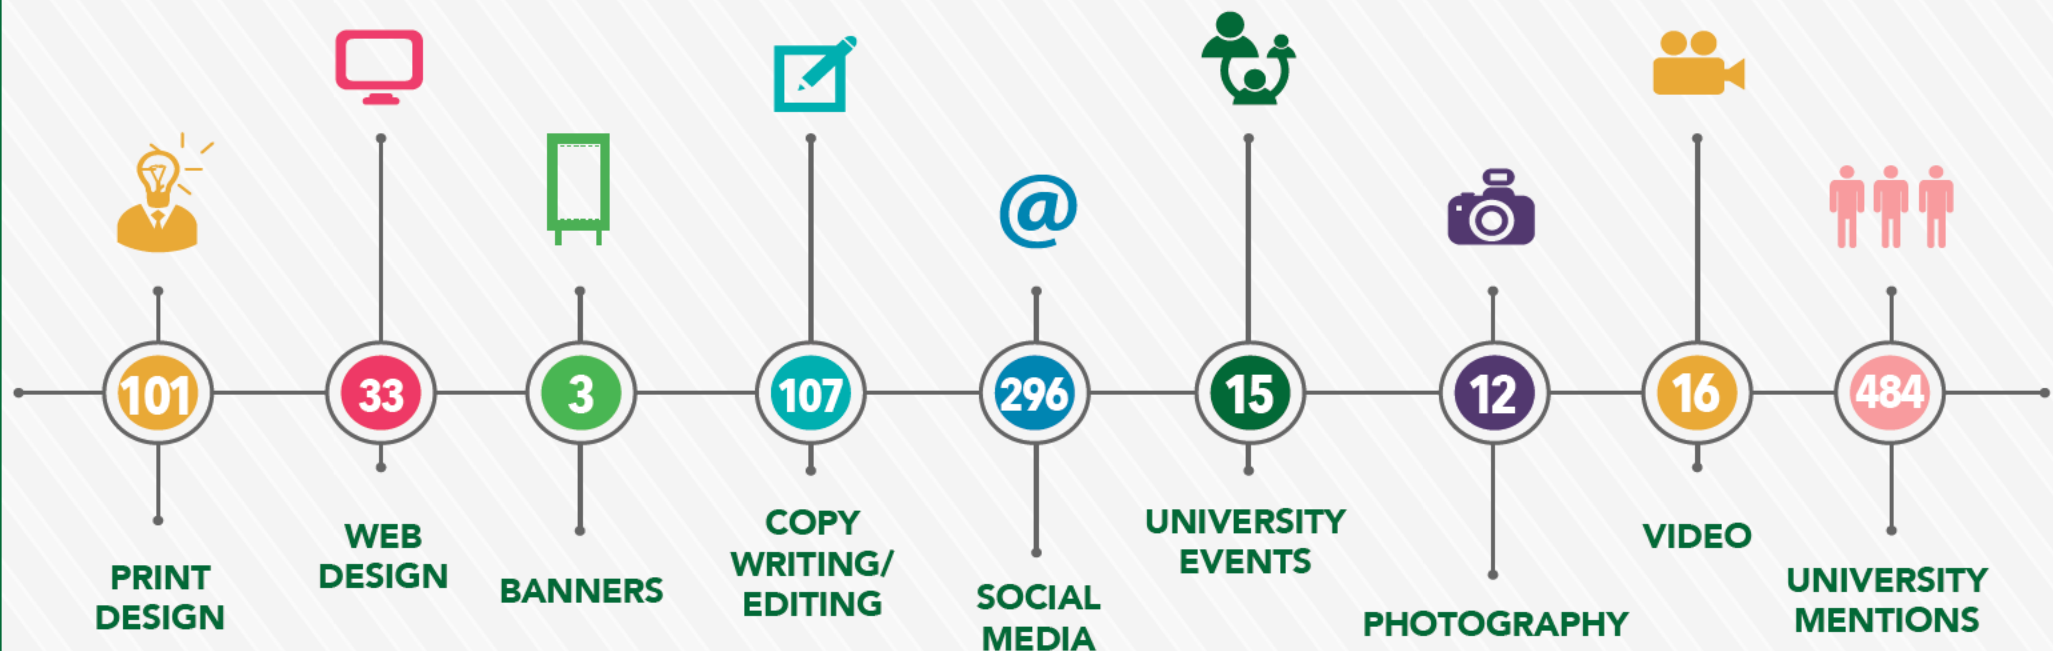 @
101
33
3
107
296
15
12
16
484
PRINT
DESIGN
WEB
DESIGN
BANNERS
COPY
WRITING/
EDITING
SOCIAL
MEDIA
UNIVERSITY
EVENTS
PHOTOGRAPHY
VIDEO
UNIVERSITY
MENTIONS